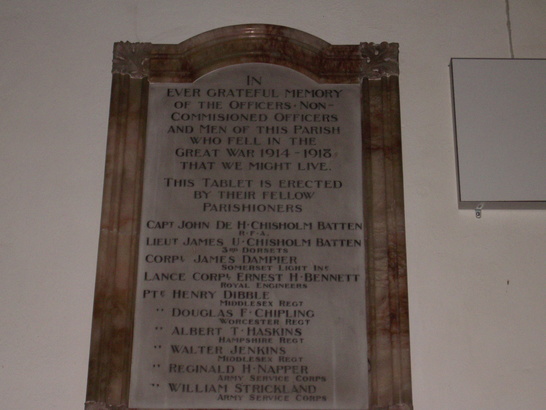 IN
EVER GRATEFUL MEMORY
OF THE OFFICERS·NON-
COMMISIONED OFFICERS
AND MEN OF THIS PARISH
WHO FELL IN THE
GREAT WAR 1914-1918
THAT WE MIGHT LIVE.
THIS TABLET IS ERECTED
BY THEIR FELLOW
PARISHIONERS
CAPT JOHN DE H·CHISHOLM BATTEN
R·F·A·
LIEUT JAMES U·CHISHOLM BATTEN
3RD DORSETS
CORPL JAMES DAMPIER
SOMERSET LIGHT INF
LANCE CORPL ERNEST H·BENNETT
ROYAL ENGINEERS
PTE HENRY DIBBLE
MIDDLESEX REGT
" DOUGLAS F·CHIPLING
WORCESTER REGT
" ALBERT T·HASKINS
HAMPSHIRE REGT
" WALTER JENKINS
MIDDLESEX REGT
" REGINALD H·NAPPER
ARMY SERVICE CORPS
" WILLIAM STRICKLAND
ARMY SERVICE CORPS